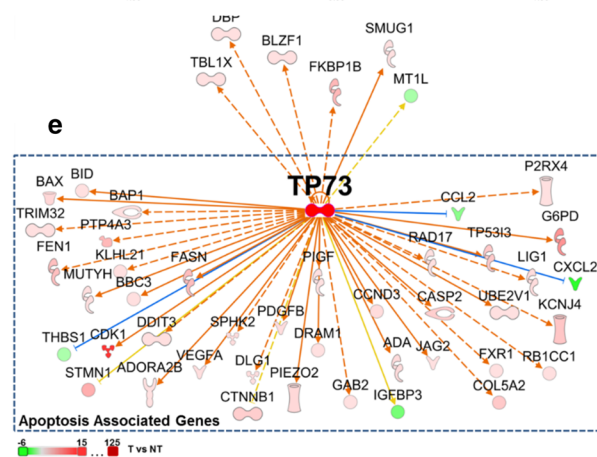 DBP
SMUG1
BLZF1
TBL1X
FKBP1B
MT1L
e
P2RX4
TP73
BID
BAX
BAP1
CCL2
TRIM32
G6PD
PTP4A3
RAD17
TP53I3
FEN1
KLHL21
FASN
PIGF
LIG1
CXCL2
MUTYH
BBC3
CCND3
CASP2
UBE2V1
KCNJ4
PDGFB
SPHK2
DDIT3
THBS1
CDK1
DRAM1
ADA
JAG2
VEGFA
FXR1
RB1CC1
ADORA2B
DLG1
PIEZO2
STMN1
GAB2
IGFBP3
COL5A2
CTNNB1
Apoptosis Associated Genes
-6 15 ... 125 T vs NT